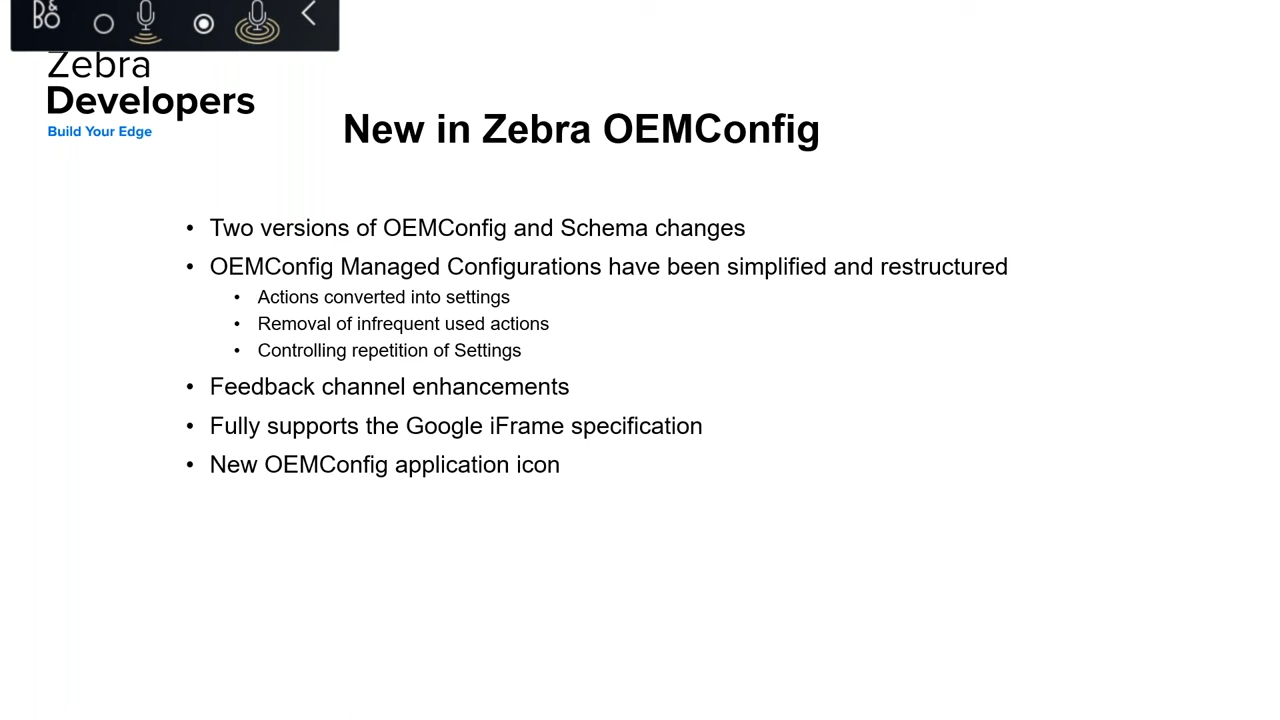 B&O
Zebra
Developers
Build Your Edge
New in Zebra OEMConfig
• Two versions of OEMConfig and Schema changes
• OEMConfig Managed Configurations have been simplified and restructured
• Actions converted into settings
• Removal of infrequent used actions
• Controlling repetition of Settings
• Feedback channel enhancements
• Fully supports the Google iFrame specification
• New OEMConfig application icon